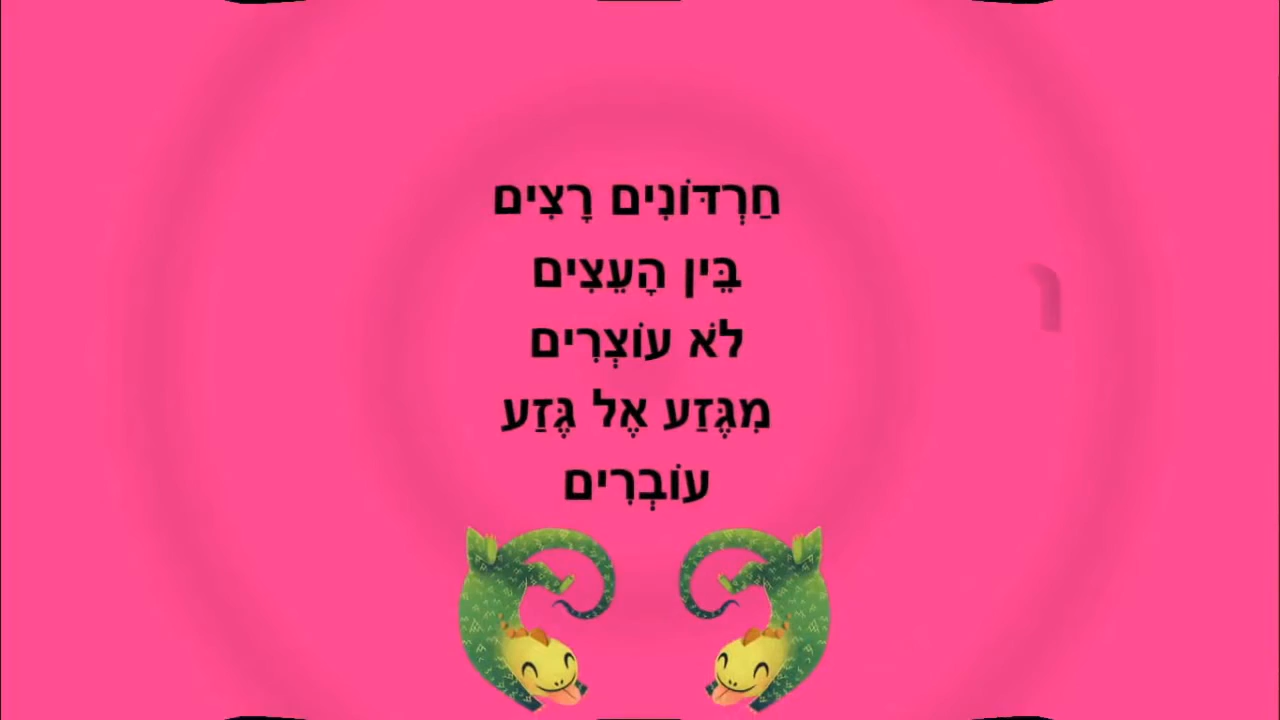 חַרְדּוֹנִים רָצִים
בֵּין הָעֵצִים
לֹא עוֹצְרִים
מִגֶּזַע אֶל גֶּזַע
עוֹבְרִים